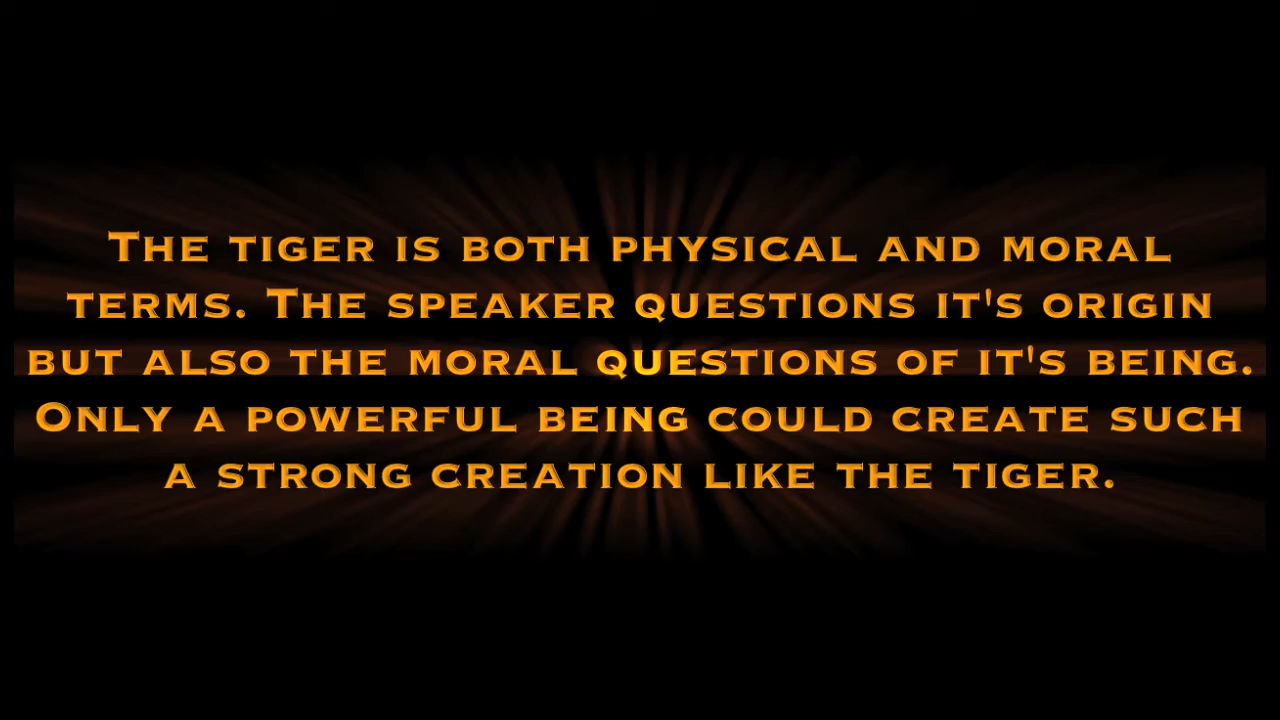 The tiger is both physical and moral
terms. The speaker questions it's origin
but also the moral questions of it's being.
Only a powerful being could create such
a strong creation like the tiger.